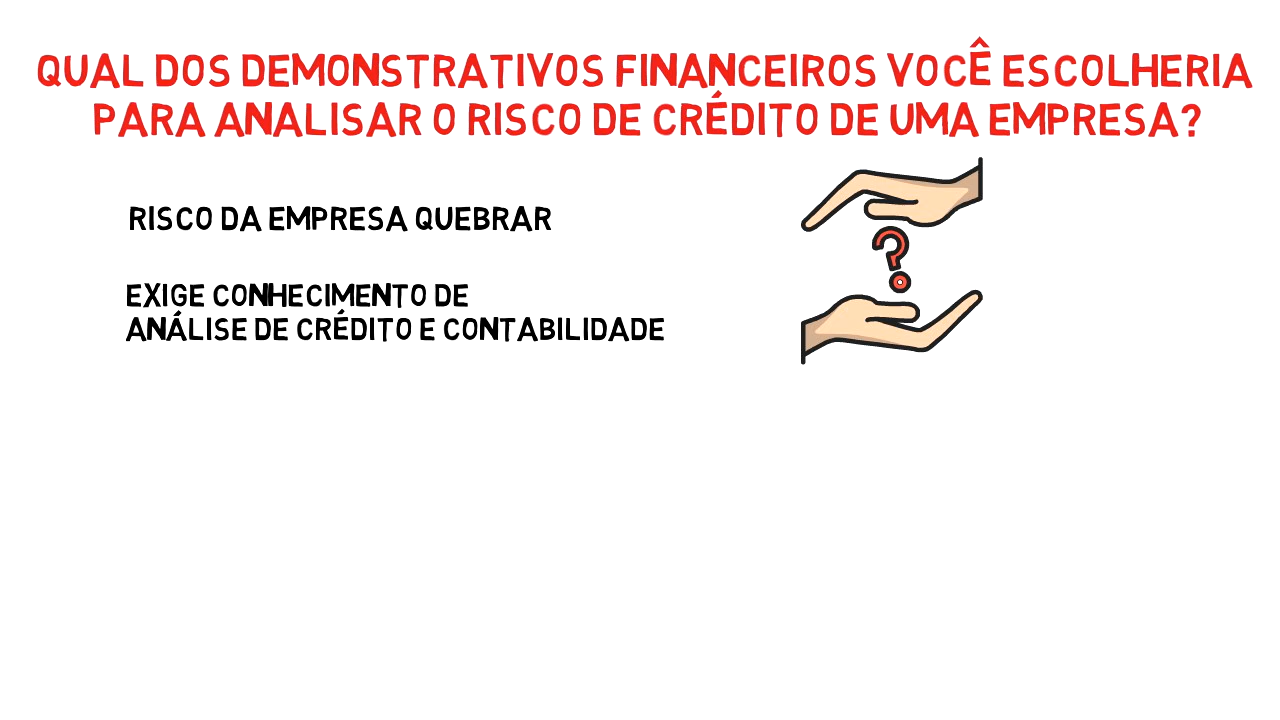 QUAL DOS DEMONSTRATIVOS FINANCEIROS VOCÊ ESCOLHERIA
PARA ANALISAR O RISCO DE CRÉDITO DE UMA EMPRESA?
RISCO DA EMPRESA QUEBRAR
EXIGE CONHECIMENTO DE
ANÁLISE DE CRÉDITO E CONTABILIDADE
?